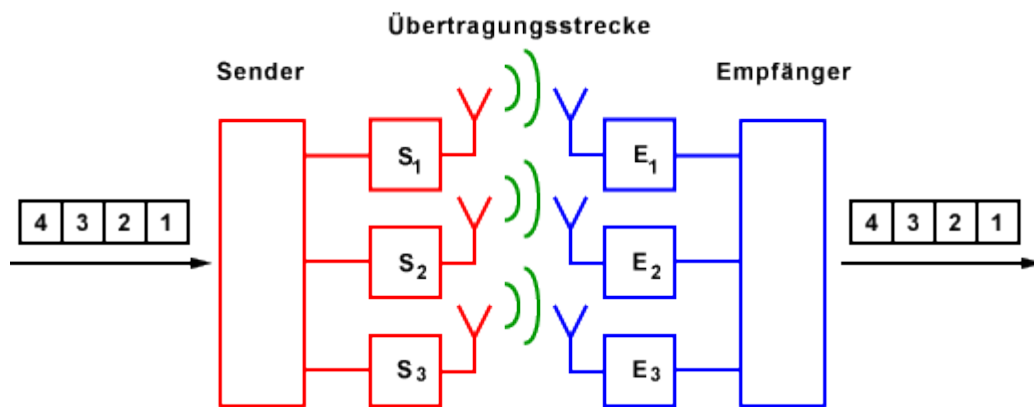 Übertragungsstrecke
Sender
Empfänger
S1
E1
4 3 2 1
4 3 2 1
S2
E2
S3
E3